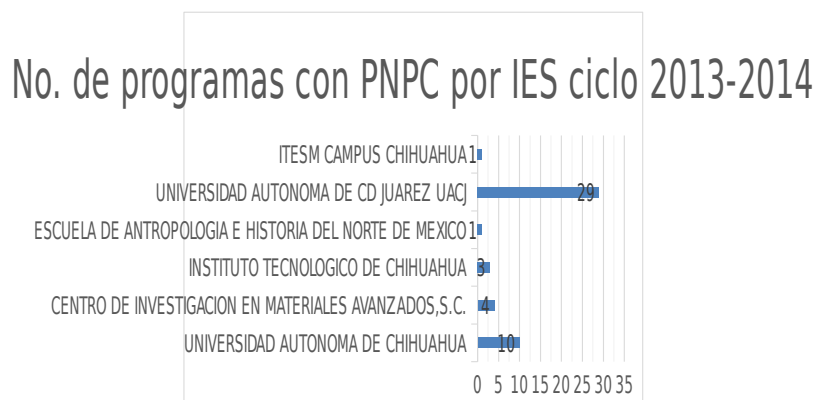 No. de programas con PNPC por IES ciclo 2013-2014
ITESM CAMPUS CHIHUAHUA 1
UNIVERSIDAD AUTONOMA DE CD JUAREZ UACJ 29
ESCUELA DE ANTROPOLOGIA E HISTORIA DEL NORTE DE MEXICO 1
INSTITUTO TECNOLOGICO DE CHIHUAHUA 3
CENTRO DE INVESTIGACION EN MATERIALES AVANZADOS,S.C. 4
UNIVERSIDAD AUTONOMA DE CHIHUAHUA 10
0 5 10 15 20 25 30 35